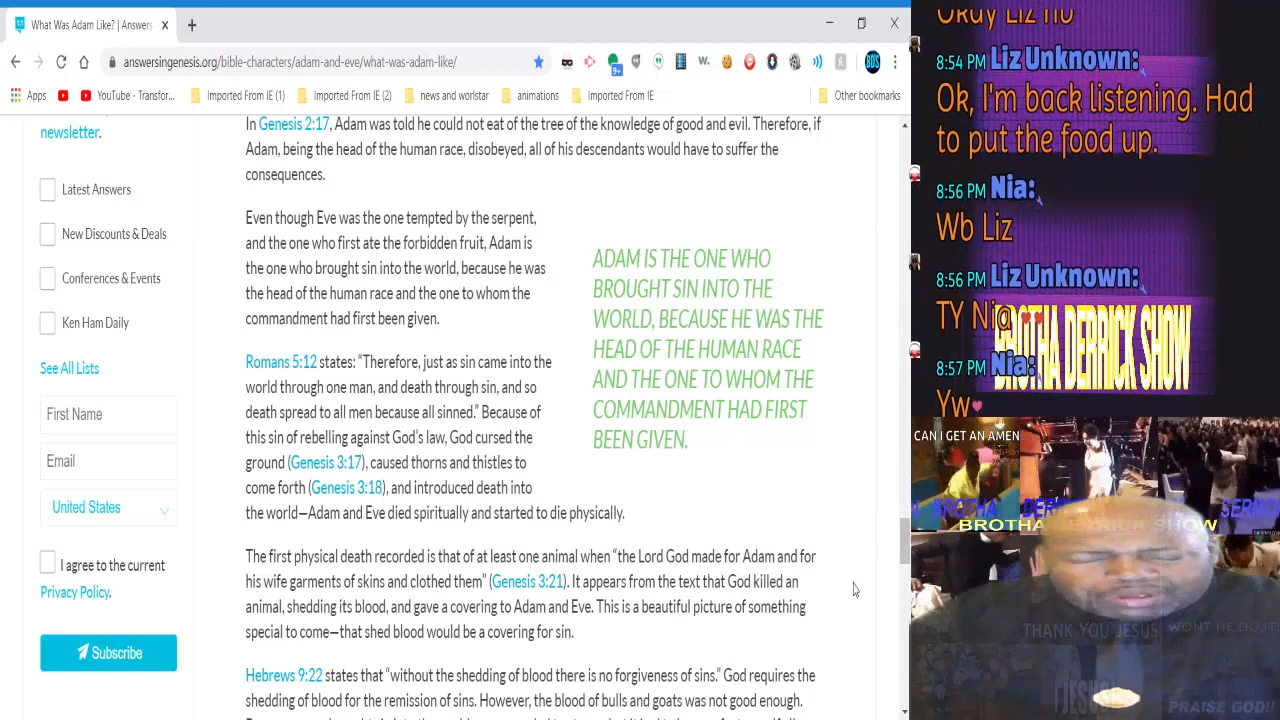 What Was Adam Like? | Answers
answersingenesis.org/bible-characters/adam-and-eve/what-was-adam-like/
9+
W.
BDS
Apps
YouTube - Transfor...
Imported From IE (1)
Imported From IE (2)
news and worlstar
animations
Imported From IE
Other bookmarks
newsletter.
Latest Answers
New Discounts & Deals
Conferences & Events
Ken Ham Daily
See All Lists
First Name
Email
United States
I agree to the current
Privacy Policy.
Subscribe
In Genesis 2:17, Adam was told he could not eat of the tree of the knowledge of good and evil. Therefore, if
Adam, being the head of the human race, disobeyed, all of his descendants would have to suffer the
consequences.
Even though Eve was the one tempted by the serpent,
and the one who first ate the forbidden fruit, Adam is
the one who brought sin into the world, because he was
the head of the human race and the one to whom the
commandment had first been given.
ADAM IS THE ONE WHO
BROUGHT SIN INTO THE
WORLD, BECAUSE HE WAS THE
HEAD OF THE HUMAN RACE
AND THE ONE TO WHOM THE
COMMANDMENT HAD FIRST
BEEN GIVEN.
Romans 5:12 states: “Therefore, just as sin came into the
world through one man, and death through sin, and so
death spread to all men because all sinned.” Because of
this sin of rebelling against God’s law, God cursed the
ground (Genesis 3:17), caused thorns and thistles to
come forth (Genesis 3:18), and introduced death into
the world—Adam and Eve died spiritually and started to die physically.
The first physical death recorded is that of at least one animal when “the Lord God made for Adam and for
his wife garments of skins and clothed them” (Genesis 3:21). It appears from the text that God killed an
animal, shedding its blood, and gave a covering to Adam and Eve. This is a beautiful picture of something
special to come—that shed blood would be a covering for sin.
Hebrews 9:22 states that “without the shedding of blood there is no forgiveness of sins.” God requires the
shedding of blood for the remission of sins. However, the blood of bulls and goats was not good enough.
Okay Liz no
8:54 PM Liz Unknown:
Ok, I'm back listening. Had
to put the food up.
8:56 PM Nia:
Wb Liz
8:56 PM Liz Unknown:
TY Nia
BROTHA DERRICK SHOW
8:57 PM Nia:
Yw
CAN I GET AN AMEN
BROTHA DER SERMO
BROTHA DERRICK SHOW
THANK YOU JESUS WONT HE DO IT
JESUS
PRAISE GOD!!